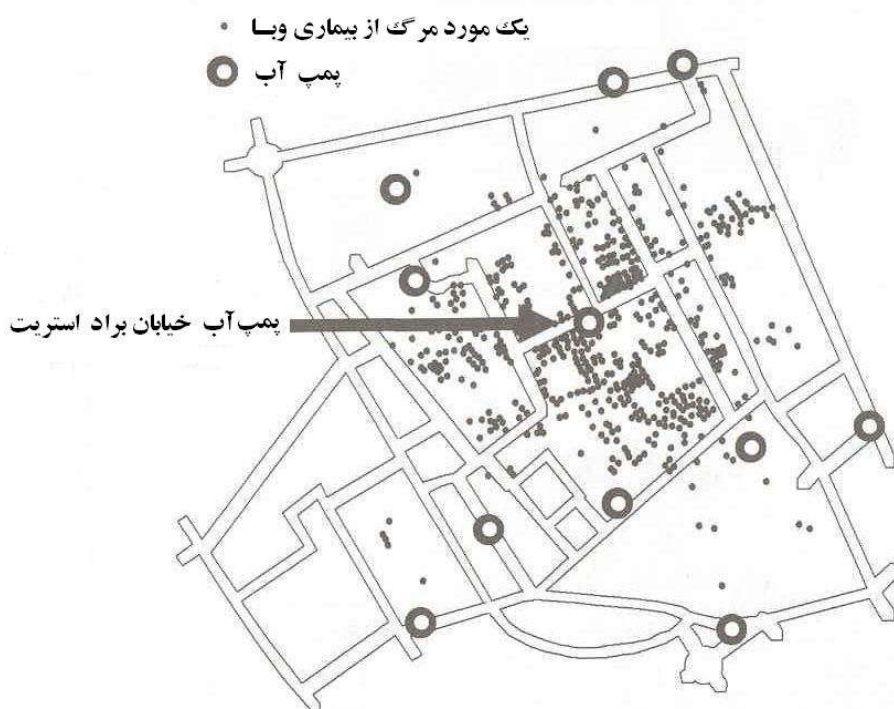 یک مورد مرگ از بیماری وبا
پمپ آب
پمپ آب خیابان براد استریت